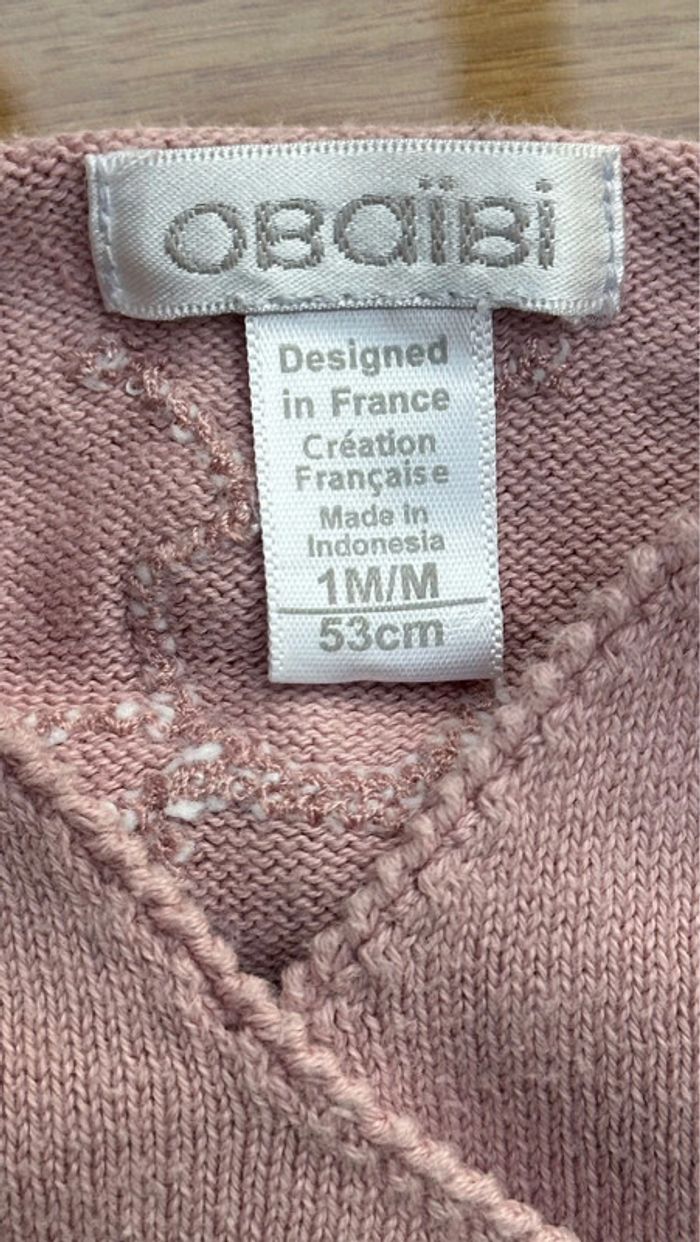 OBaïBi
Designed
in France
Création
Française
Made in
Indonesia
1M/M
53cm